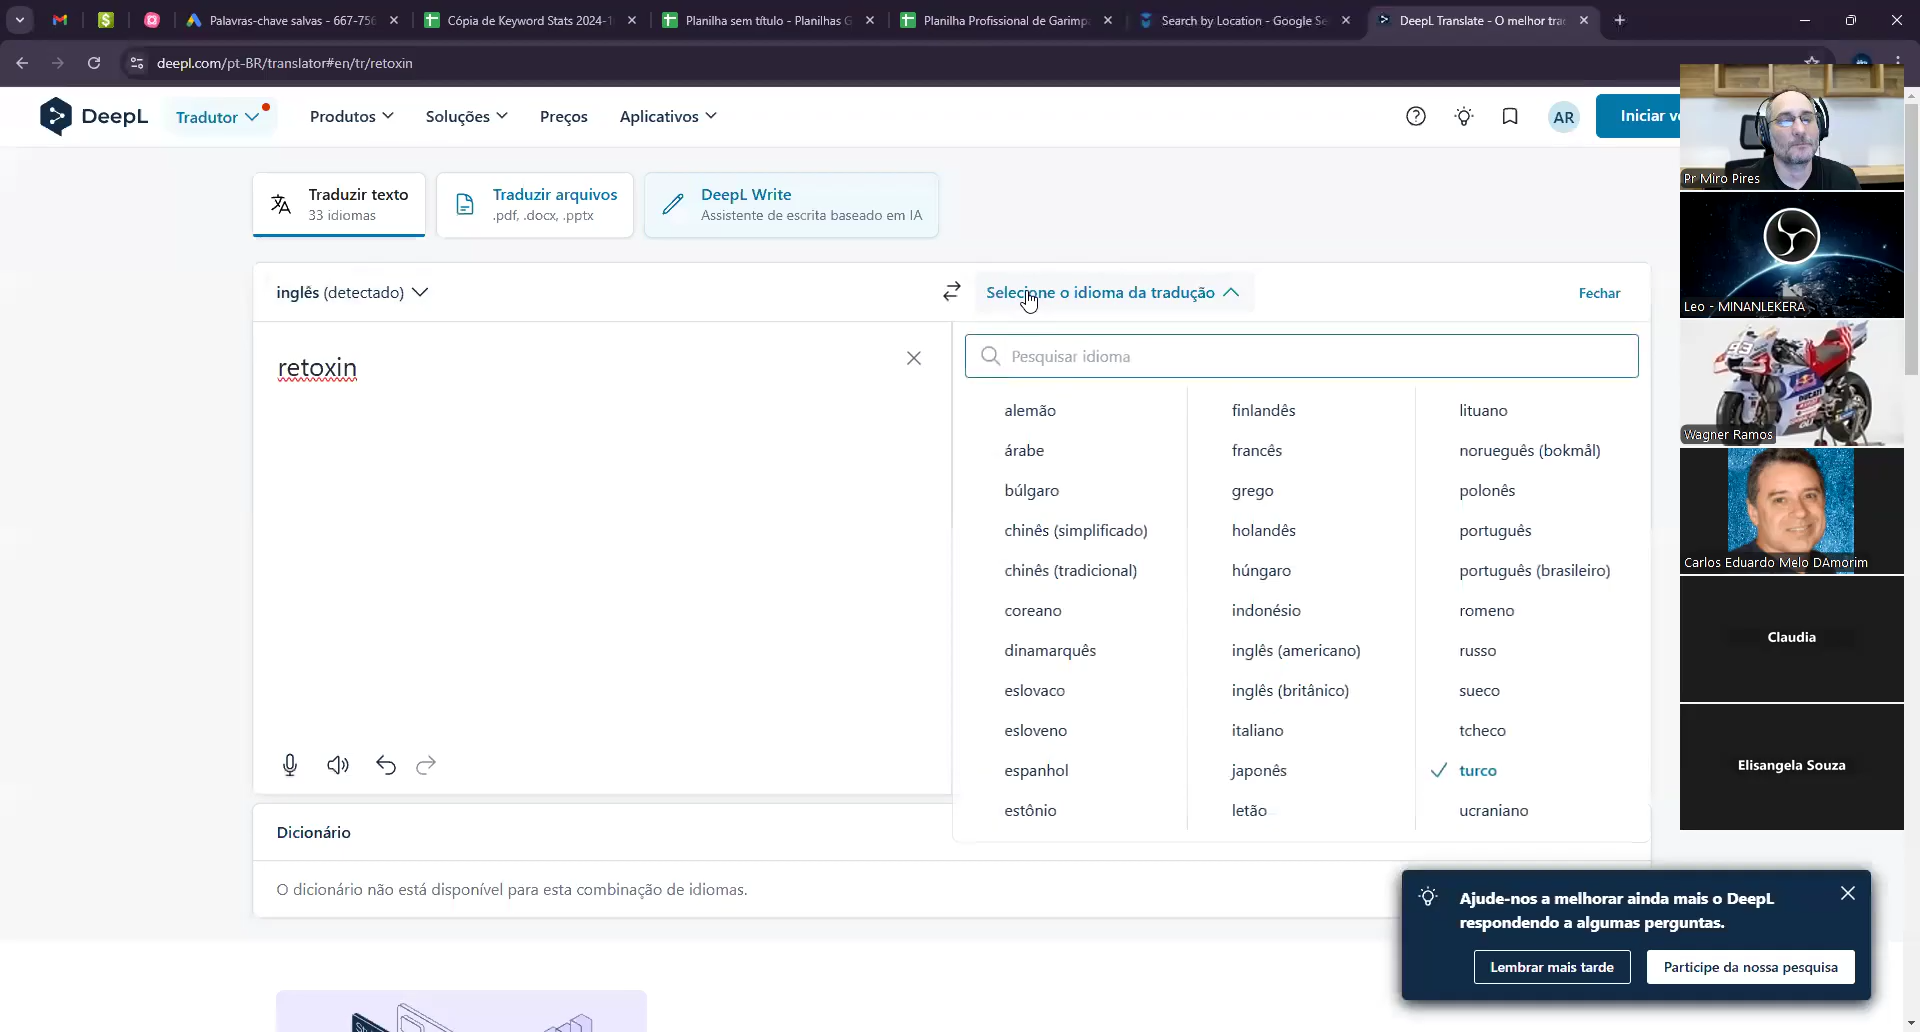 Palavras-chave salvas - 667-756
Cópia de Keyword Stats 2024-1
Planilha sem título - Planilhas G
Planilha Profissional de Garimp
Search by Location - Google Se
DeepL Translate - O melhor tra
deepl.com/pt-BR/translator#en/tr/retoxin
DeepL
Tradutor
Produtos
Soluções
Preços
Aplicativos
AR
Iniciar
Traduzir texto
33 idiomas
Traduzir arquivos
.pdf, .docx, .pptx
DeepL Write
Assistente de escrita baseado em IA
inglês (detectado)
Selecione o idioma da tradução
Fechar
retoxin
Pesquisar idioma
alemão
árabe
búlgaro
chinês (simplificado)
chinês (tradicional)
coreano
dinamarquês
eslovaco
esloveno
espanhol
estônio
finlandês
francês
grego
holandês
húngaro
indonésio
inglês (americano)
inglês (britânico)
italiano
japonês
letão
lituano
norueguês (bokmål)
polonês
português
português (brasileiro)
romeno
russo
sueco
tcheco
turco
ucraniano
Dicionário
O dicionário não está disponível para esta combinação de idiomas.
Ajude-nos a melhorar ainda mais o DeepL
respondendo a algumas perguntas.
Lembrar mais tarde
Participe da nossa pesquisa
Pr Miro Pires
Leo - MINANLEKERA
93
DUCATI
Wagner Ramos
Carlos Eduardo Melo DAmorim
Claudia
Elisangela Souza